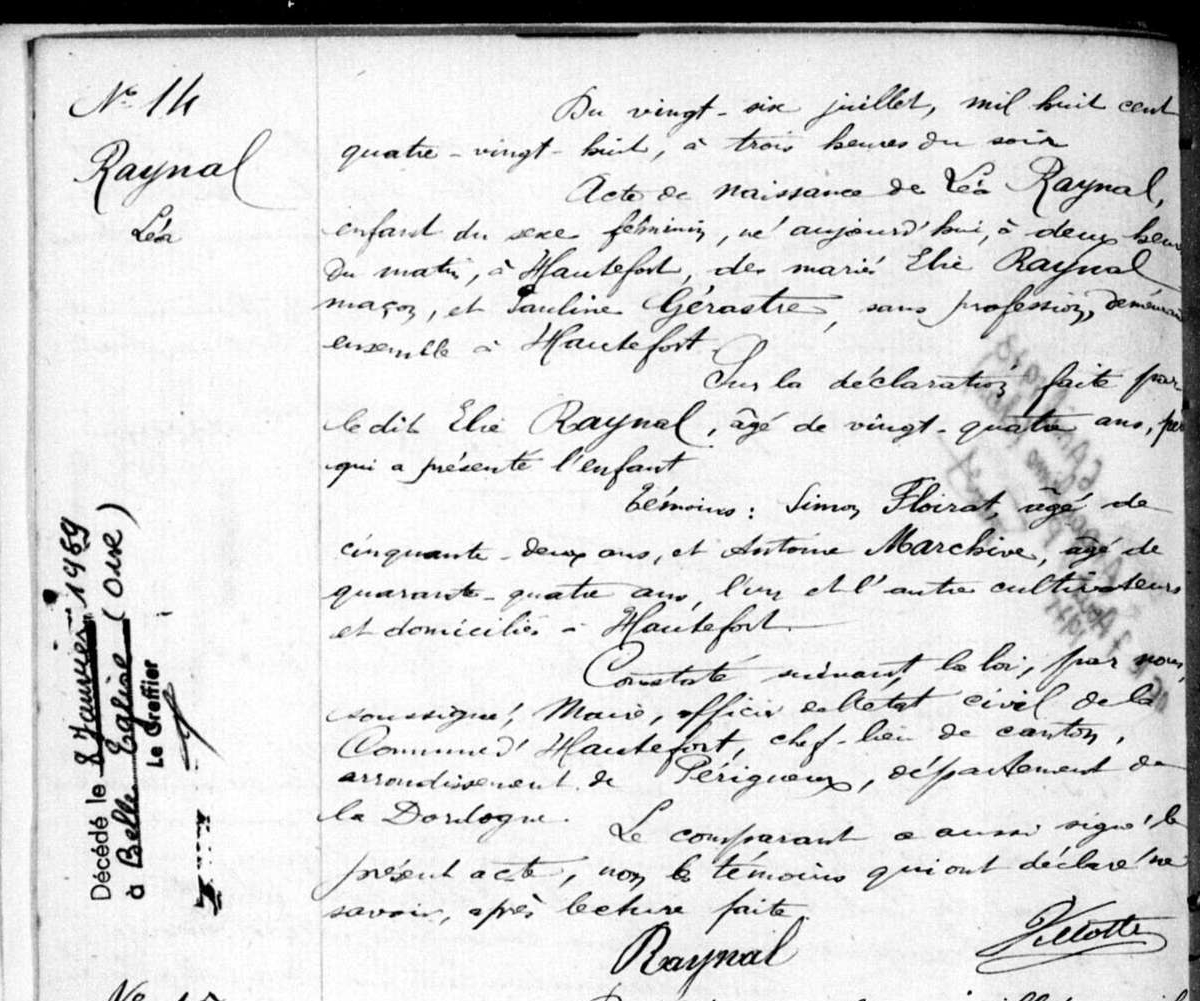 N° 14
Raynal
Léa
Du vingt-six juillet, mil huit cent
quatre-vingt-huit, à trois heures du soir
Acte de naissance de Léa Raynal,
enfant du sexe féminin, né aujourd'hui, à deux heur
du matin, à Hautefort, des mariés Elie Raynal
maçon, et Pauline Gérastre, sans profession, demeuran
ensemble à Hautefort.
Sur la déclaration faite par
ledit Elie Raynal, âgé de vingt-quatre ans,
qui a présenté l'enfant
Témoins : Simon Floirat, âgé de
cinquante-deux ans, et Antoine Marchive, âgé de
quarante-quatre ans, l'un et l'autre cultivateurs
et domiciliés à Hautefort.
Constaté suivant la loi, par nous,
soussigné, Maire, officier de l'état civil de la
Commune d'Hautefort, chef-lieu de canton,
arrondissement de Périgueux, département de
la Dordogne.
Le comparant a aussi signé le
présent acte, non les témoins qui ont déclaré ne
savoir, après lecture faite.
Raynal
Décédé le 8 Janvier 1969
à Belle Eglise (Oise)
Le Greffier